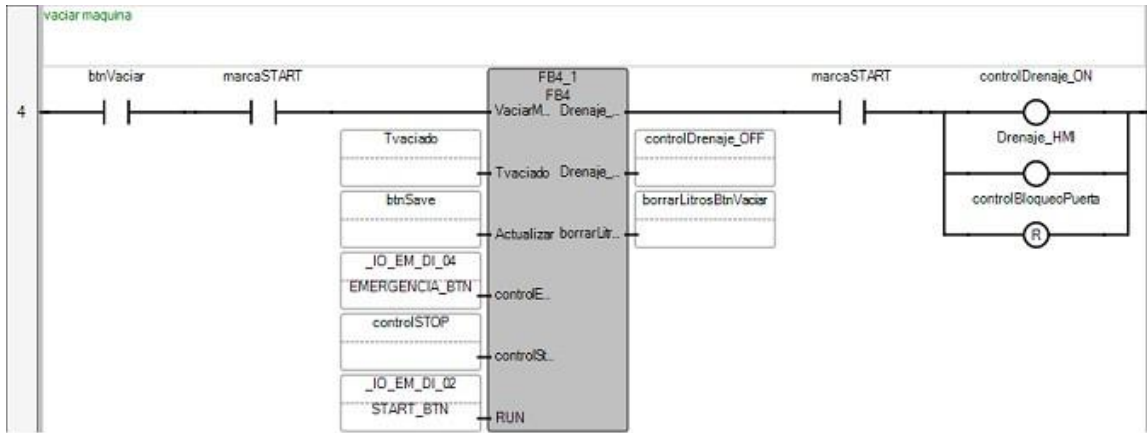 vaciar maquina
btnVaciar marcaSTART FB4_1 marcaSTART controlDrenaje_ON
FB4
4 VaciarM... Drenaje_...
Drenaje_HMI
Tvaciado controlDrenaje_OFF
Tvaciado Drenaje_...
btnSave borrarLitrosBtnVaciar controlBloqueoPuerta
Actualizar borrarLitr... R
_IO_EM_DI_04
EMERGENCIA_BTN controlE...
controlSTOP
controlSt...
_IO_EM_DI_02
START_BTN RUN